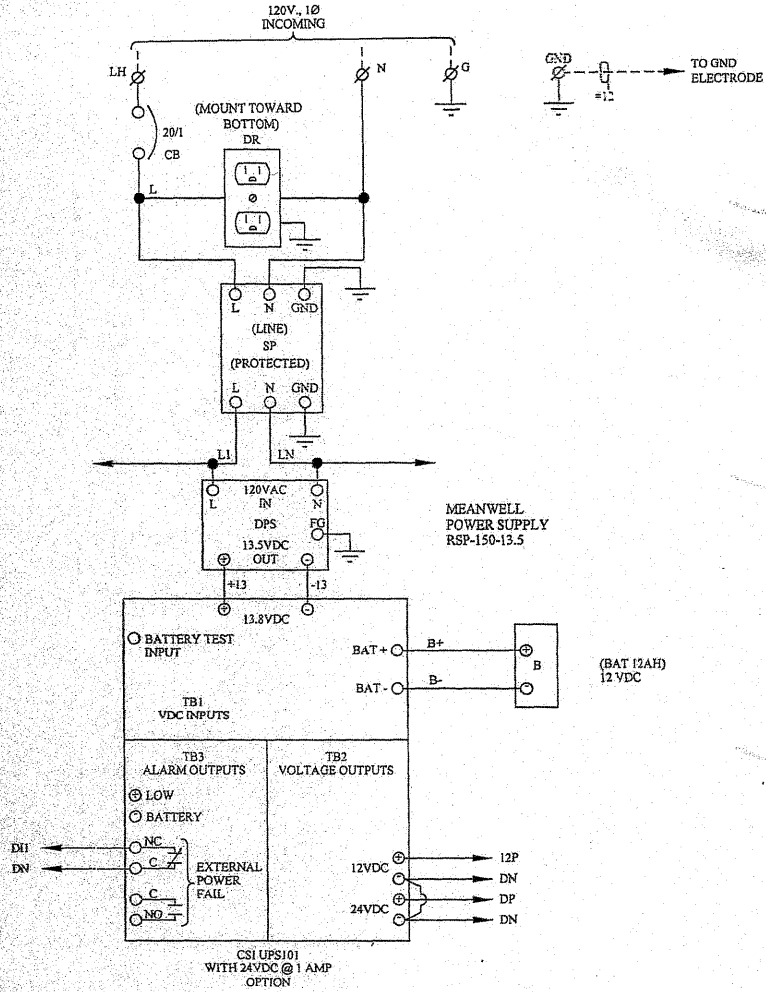 120V., 1Ø
INCOMING
LH
N
G
GND
TO GND
ELECTRODE
=12
20/1
CB
(MOUNT TOWARD
BOTTOM)
DR
L
L N GND
(LINE)
SP
(PROTECTED)
L N GND
L1 LN
120VAC
IN
L N
DPS
FG
13.5VDC
OUT
MEANWELL
POWER SUPPLY
RSP-150-13.5
+13 -13
13.8VDC
BATTERY TEST
INPUT
BAT +
B+
B
BAT -
B-
(BAT 12AH)
12 VDC
TB1
VDC INPUTS
TB3
ALARM OUTPUTS
TB2
VOLTAGE OUTPUTS
LOW
BATTERY
DI1
NC
DN
C
EXTERNAL
POWER
FAIL
C
NO
12VDC
12P
DN
24VDC
DP
DN
CSI UPS101
WITH 24VDC @ 1 AMP
OPTION